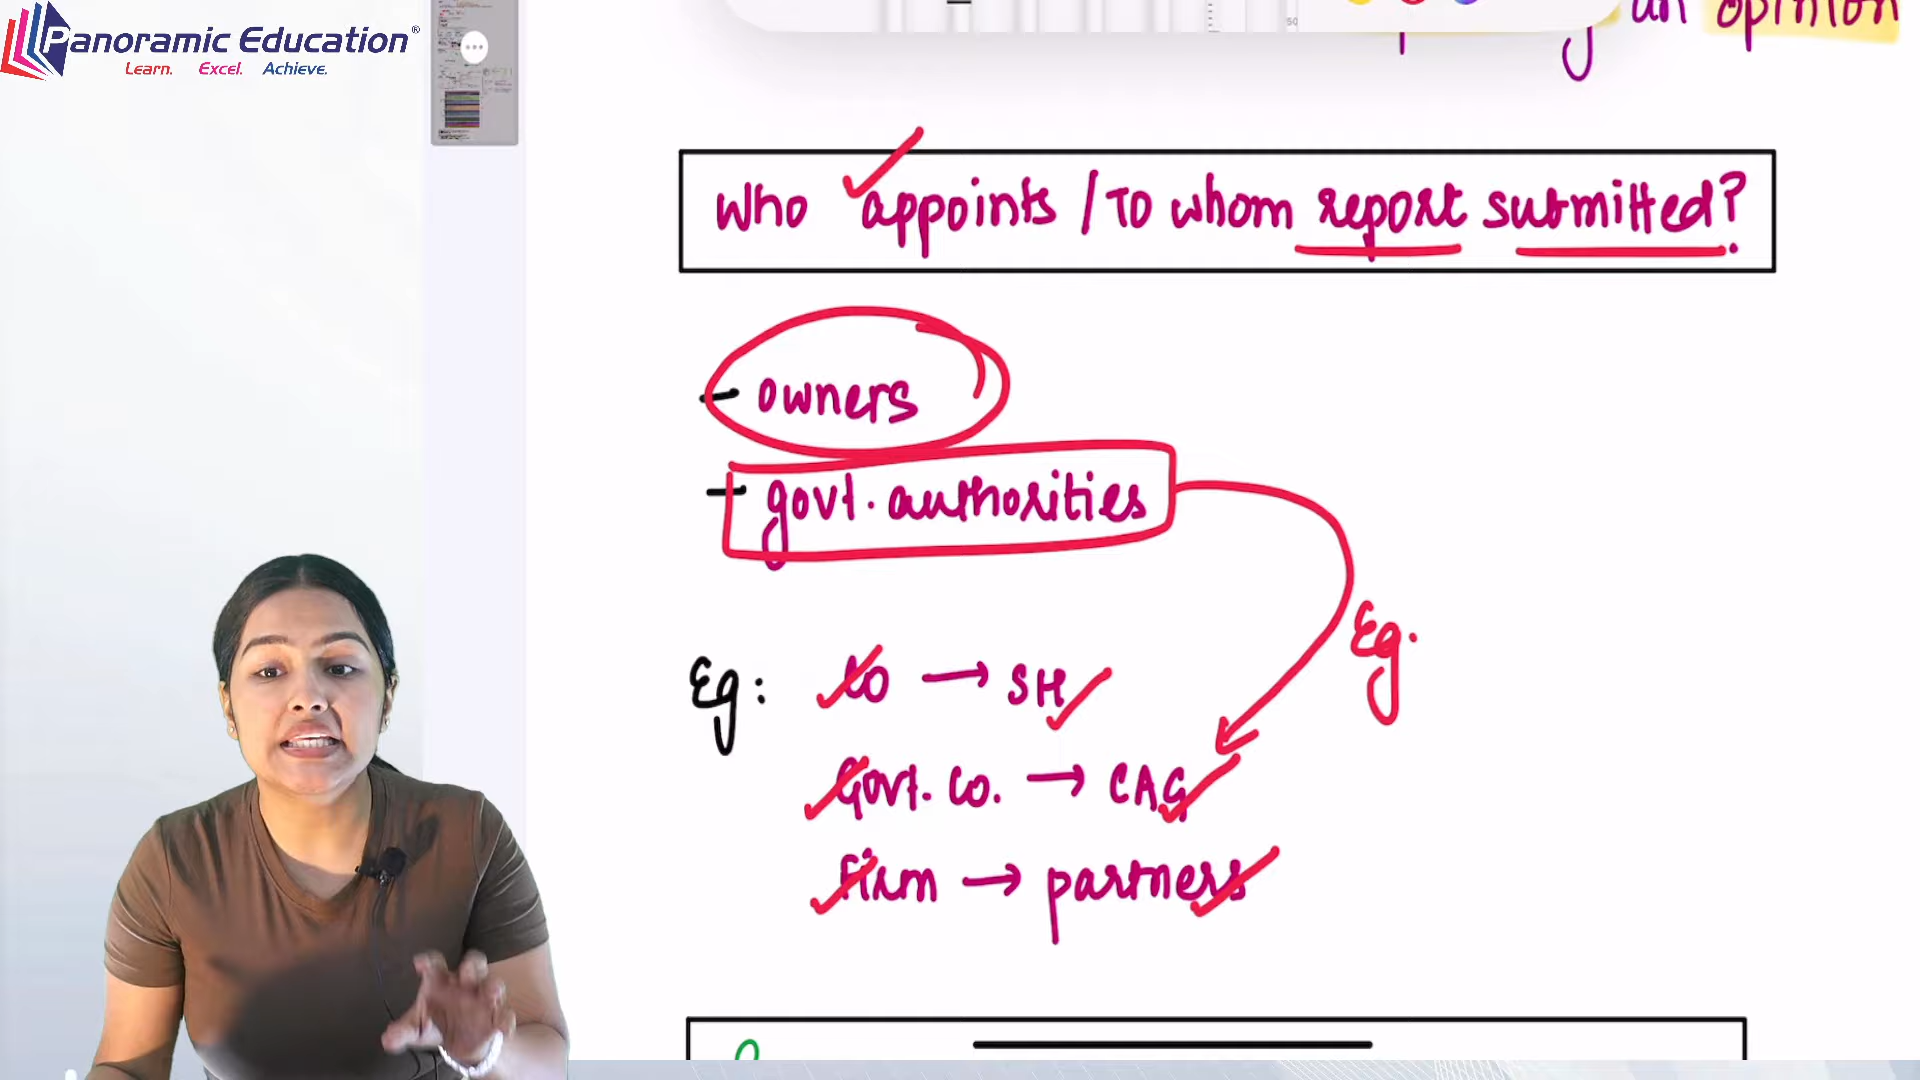 Panoramic Education®
Learn. Excel. Achieve.
an opinion
Who appoints / To whom report submitted?
- owners
- govt. authorities
Eg.
Eg: Co → SH
Govt. Co. → CAG
Firm → partners